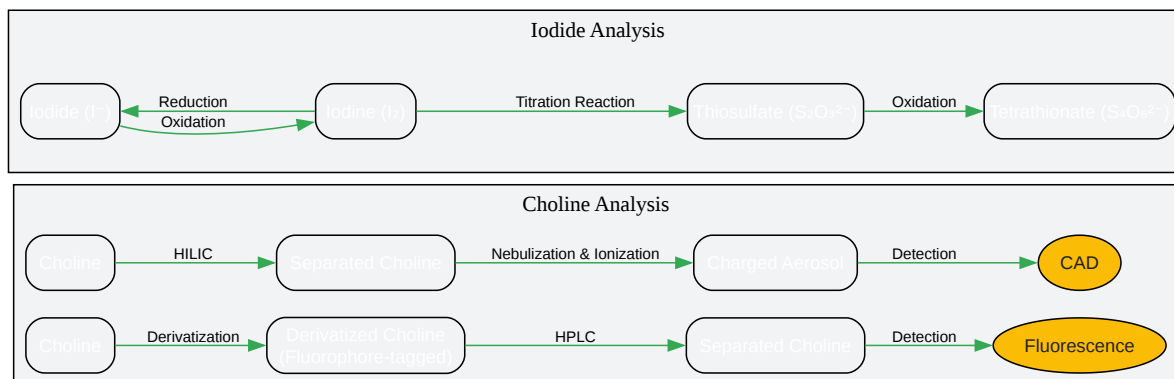 Iodide Analysis
Iodide (I⁻)
Reduction
Oxidation
Iodine (I₂)
Titration Reaction
Thiosulfate (S₂O₃²⁻)
Oxidation
Tetrathionate (S₄O₆²⁻)
Choline Analysis
Choline
HILIC
Separated Choline
Nebulization & Ionization
Charged Aerosol
Detection
CAD
Choline
Derivatization
Derivatized Choline
(Fluorophore-tagged)
HPLC
Separated Choline
Detection
Fluorescence